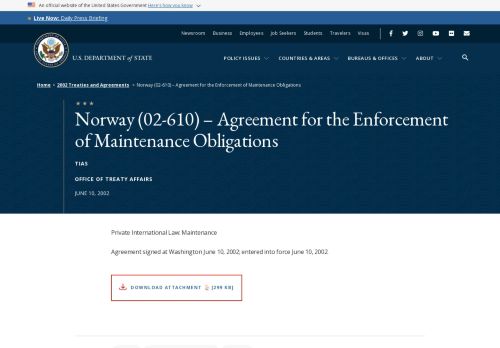 An official website of the United States Government Here's how you know
Live Now: Daily Press Briefing
Newsroom Business Employees Job Seekers Students Travelers Visas
U.S. DEPARTMENT of STATE
POLICY ISSUES COUNTRIES & AREAS BUREAUS & OFFICES ABOUT
Home > 2002 Treaties and Agreements > Norway (02-610) – Agreement for the Enforcement of Maintenance Obligations
Norway (02-610) – Agreement for the Enforcement
of Maintenance Obligations
TIAS
OFFICE OF TREATY AFFAIRS
JUNE 10, 2002
Private International Law: Maintenance
Agreement signed at Washington June 10, 2002; entered into force June 10, 2002
DOWNLOAD ATTACHMENT [299 KB]